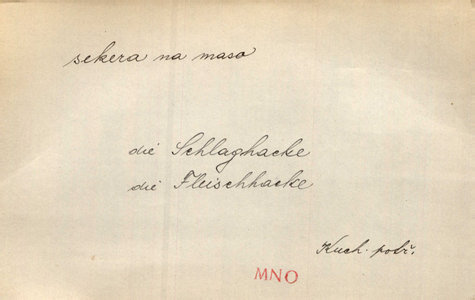 sekera na maso
die Schlaghacke
die Fleischhacke
Kuch. potř.
MNO